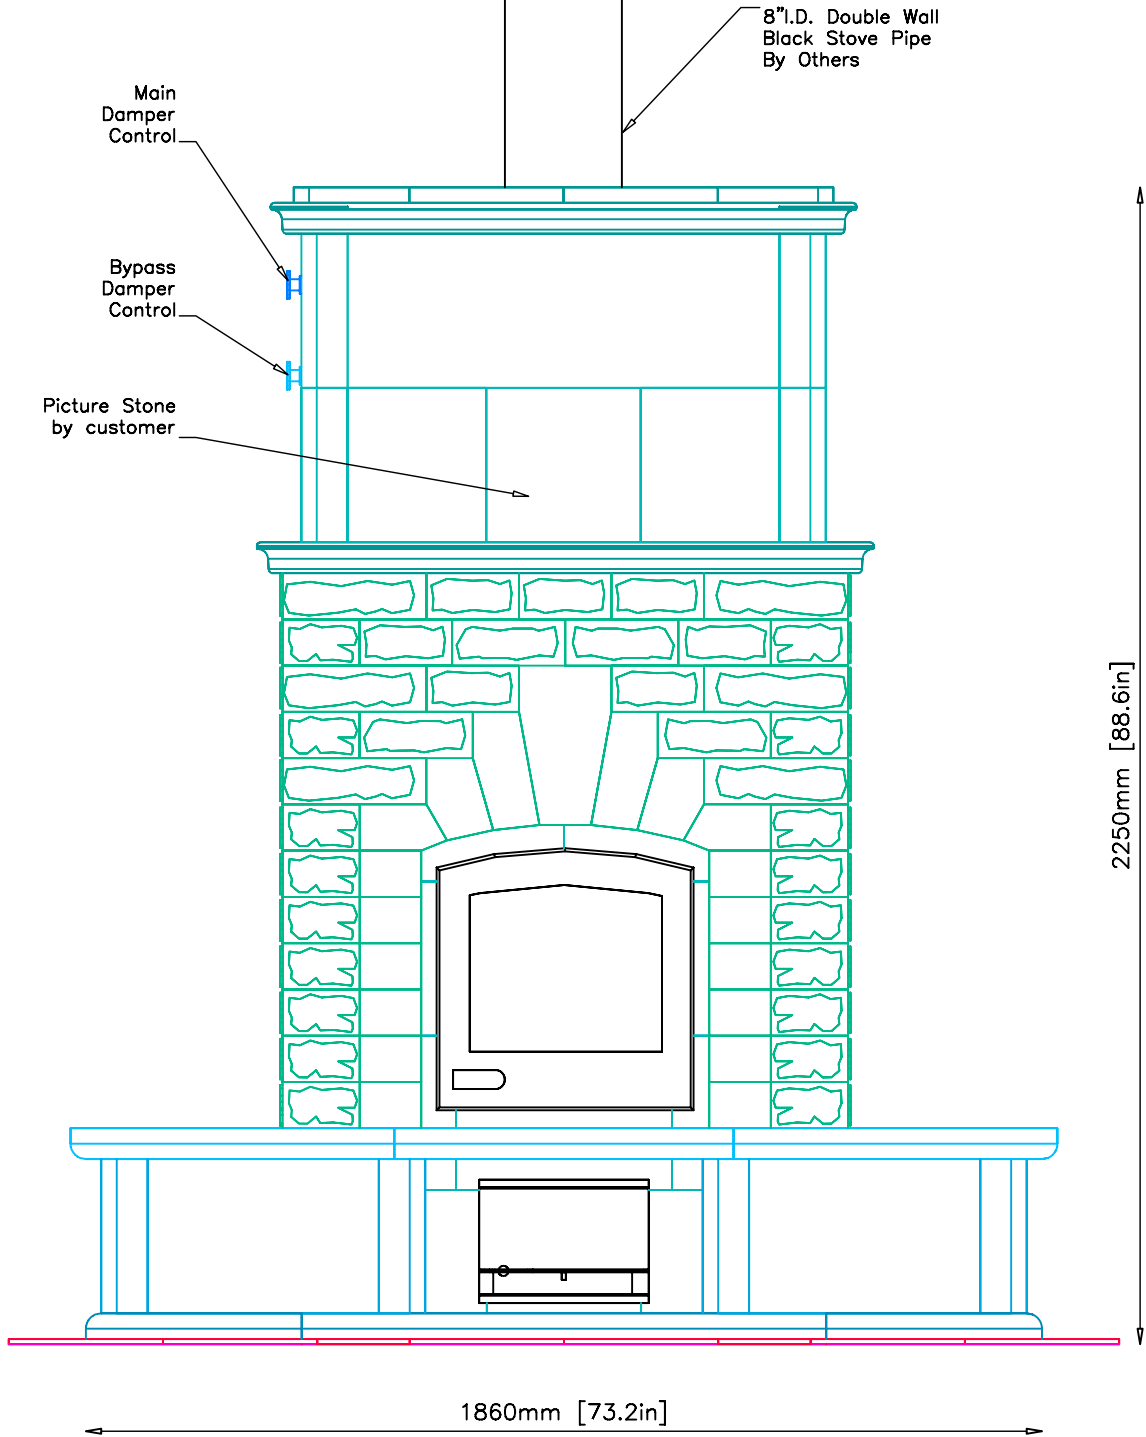 8"I.D. Double Wall
Black Stove Pipe
By Others
Main
Damper
Control
Bypass
Damper
Control
Picture Stone
by customer
2250mm [88.6in]
1860mm [73.2in]